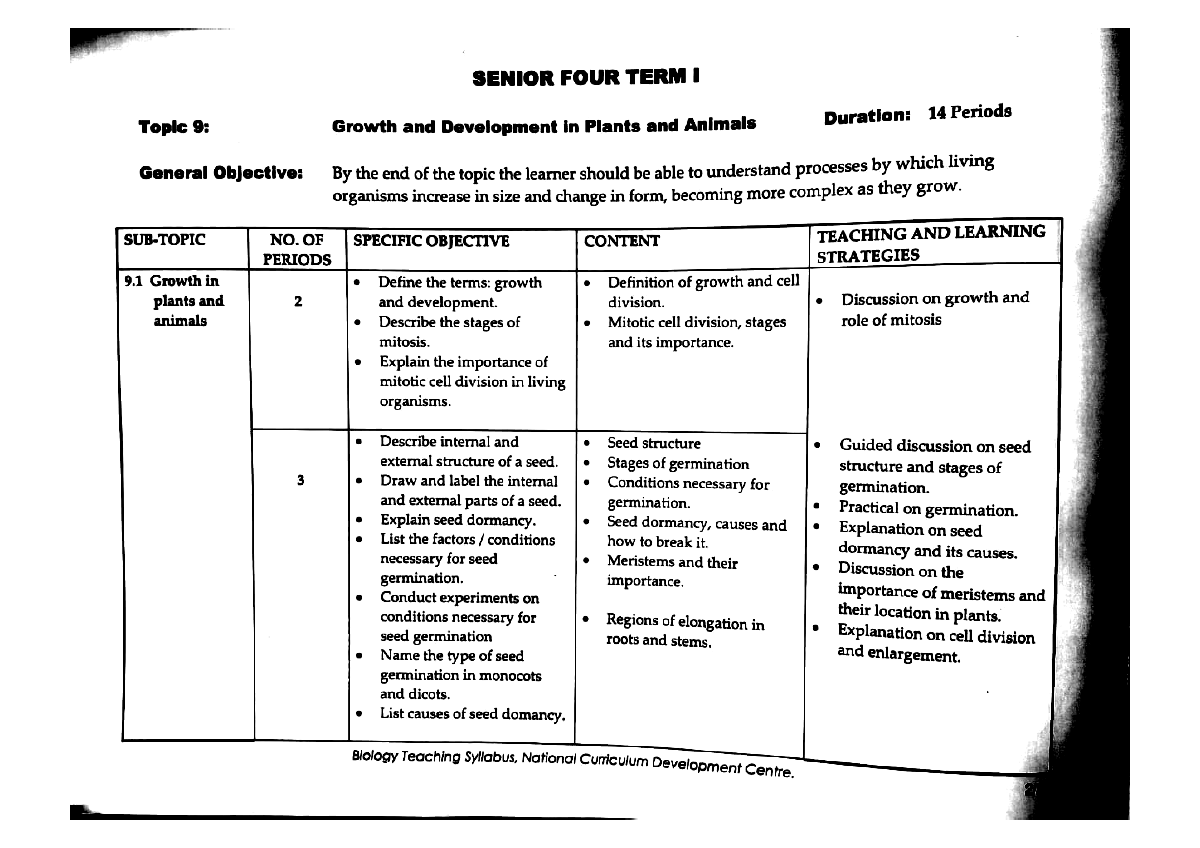 SENIOR FOUR TERM I
Topic 9:
Growth and Development in Plants and Animals
Duration: 14 Periods
General Objective:
By the end of the topic the learner should be able to understand processes by which living
organisms increase in size and change in form, becoming more complex as they grow.
SUB-TOPIC
NO. OF
PERIODS
SPECIFIC OBJECTIVE
CONTENT
TEACHING AND LEARNING
STRATEGIES
9.1 Growth in
plants and
animals
2
• Define the terms: growth
and development.
• Describe the stages of
mitosis.
• Explain the importance of
mitotic cell division in living
organisms.
• Definition of growth and cell
division.
• Mitotic cell division, stages
and its importance.
• Discussion on growth and
role of mitosis
3
• Describe internal and
external structure of a seed.
• Draw and label the internal
and external parts of a seed.
• Explain seed dormancy.
• List the factors / conditions
necessary for seed
germination.
• Conduct experiments on
conditions necessary for
seed germination
• Name the type of seed
germination in monocots
and dicots.
• List causes of seed domancy.
• Seed structure
• Stages of germination
• Conditions necessary for
germination.
• Seed dormancy, causes and
how to break it.
• Meristems and their
importance.
• Regions of elongation in
roots and stems.
• Guided discussion on seed
structure and stages of
germination.
• Practical on germination.
• Explanation on seed
dormancy and its causes.
• Discussion on the
importance of meristems and
their location in plants.
• Explanation on cell division
and enlargement.
Biology Teaching Syllabus, National Curriculum Development Centre.